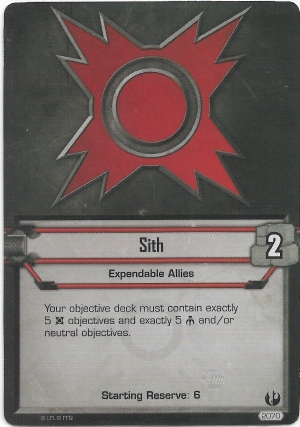 Sith
2
Expendable Allies
Your objective deck must contain exactly
5 objectives and exactly 5 and/or
neutral objectives.
Starting Reserve: 6
2070